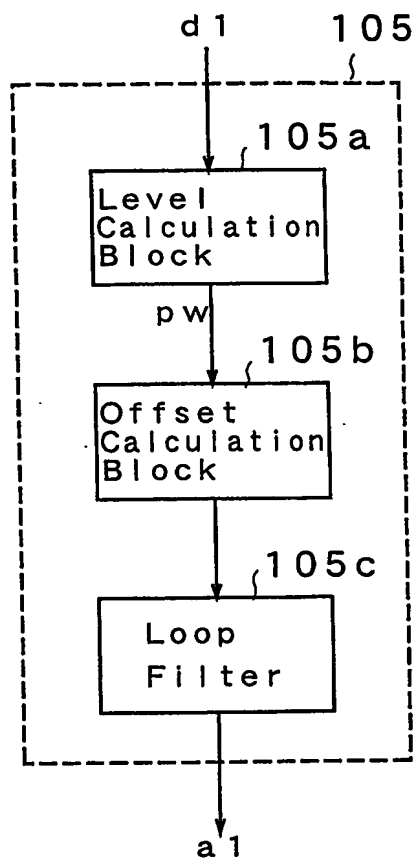 d1
105
105a
Level
Calculation
Block
pw
105b
Offset
Calculation
Block
105c
Loop
Filter
a1